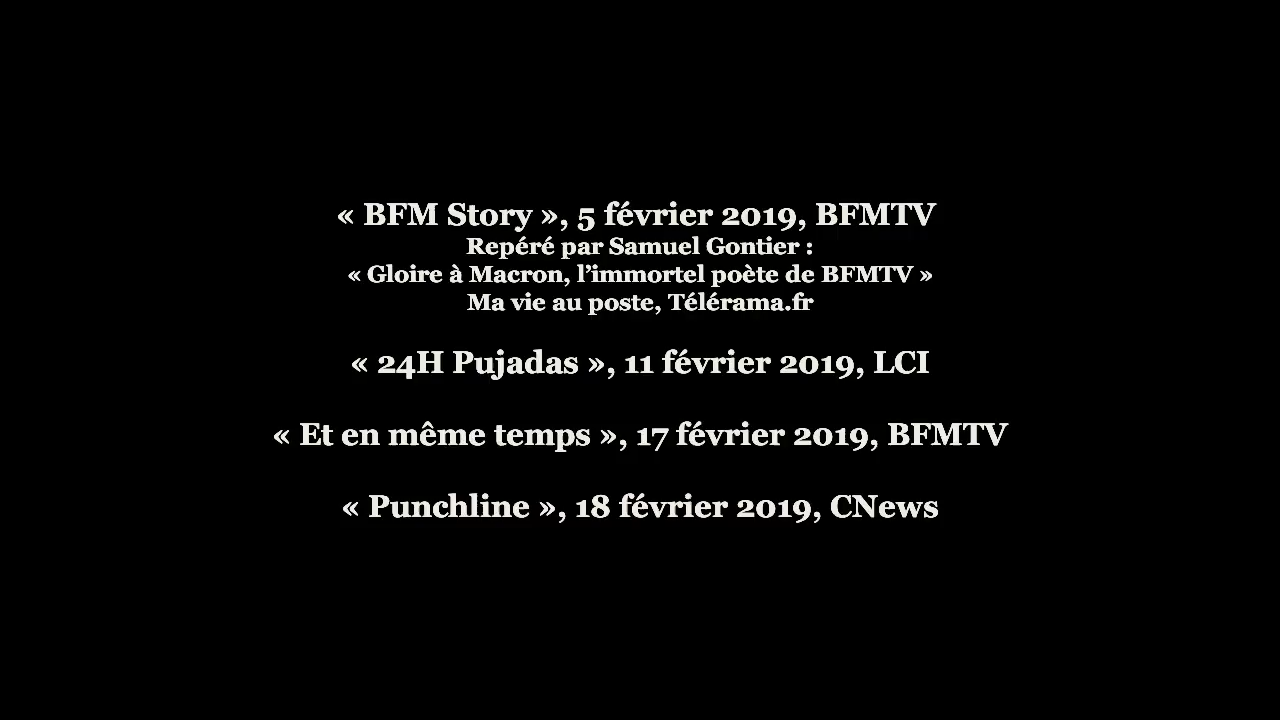 « BFM Story », 5 février 2019, BFMTV
Repéré par Samuel Gontier :
« Gloire à Macron, l’immortel poète de BFMTV »
Ma vie au poste, Télérama.fr
« 24H Pujadas », 11 février 2019, LCI
« Et en même temps », 17 février 2019, BFMTV
« Punchline », 18 février 2019, CNews